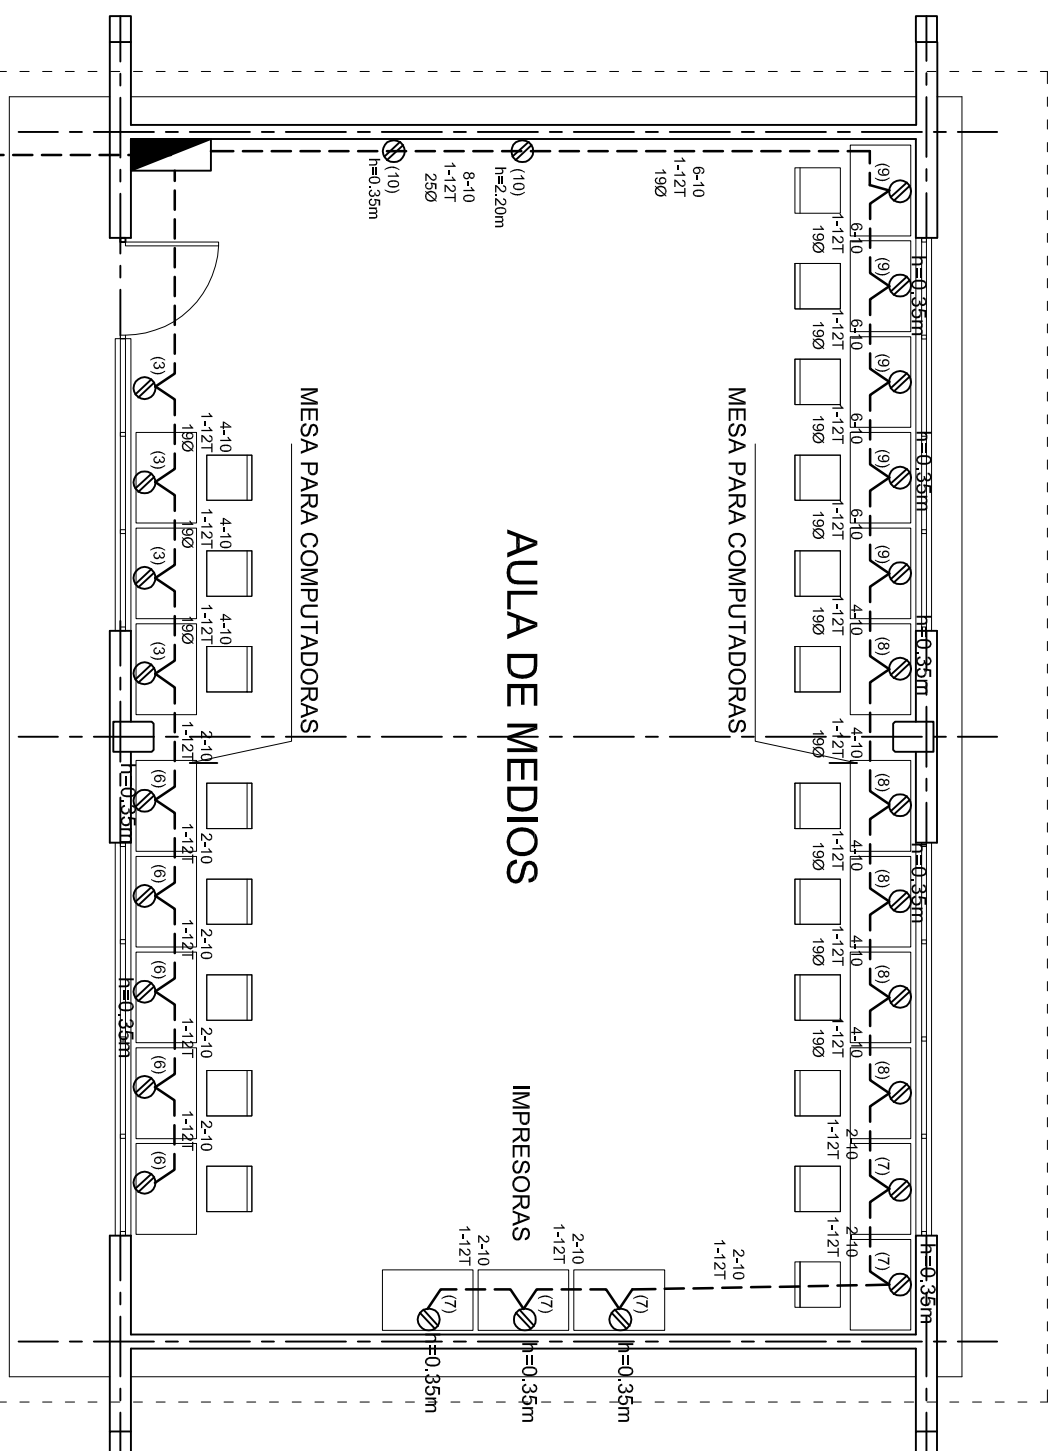 (10)
h=0.35m
8-10
1-12T
25Ø
(10)
h=2.20m
6-10
1-12T
19Ø
(9)
6-10
1-12T
19Ø
(9)
h=0.35m
6-10
1-12T
19Ø
(9)
6-10
1-12T
19Ø
(9)
h=0.35m
6-10
1-12T
19Ø
(9)
4-10
1-12T
19Ø
(8)
h=0.35m
4-10
1-12T
19Ø
(8)
4-10
1-12T
19Ø
(8)
h=0.35m
4-10
1-12T
19Ø
(8)
4-10
1-12T
19Ø
(8)
2-10
1-12T
(7)
2-10
1-12T
(7)
h=0.35m
MESA PARA COMPUTADORAS
AULA DE MEDIOS
MESA PARA COMPUTADORAS
(3)
4-10
1-12T
19Ø
(3)
4-10
1-12T
19Ø
(3)
4-10
1-12T
19Ø
(3)
2-10
1-12T
(6)
h=0.35m
2-10
1-12T
(6)
2-10
1-12T
(6)
h=0.35m
2-10
1-12T
(6)
2-10
1-12T
(6)
IMPRESORAS
2-10
1-12T
2-10
1-12T
2-10
1-12T
(7)
(7)
(7)
h=0.35m
h=0.35m
h=0.35m